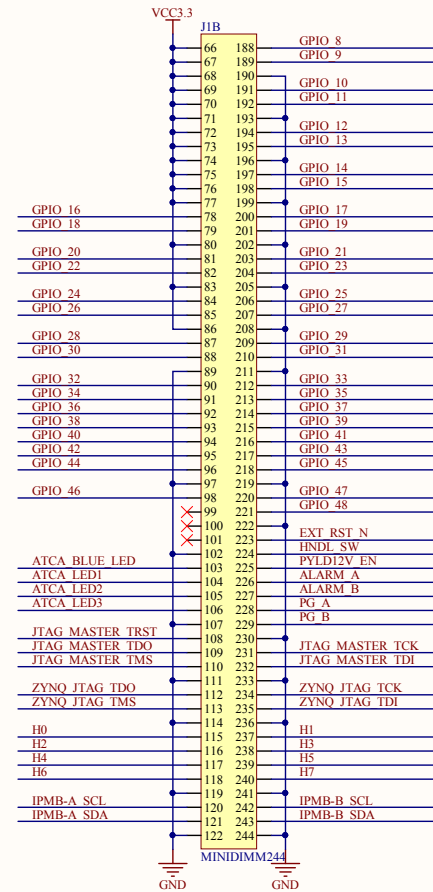 VCC3.3
J1B
66 188 GPIO_8
67 189 GPIO_9
68 190
69 191 GPIO_10
70 192 GPIO_11
71 193
72 194 GPIO_12
73 195 GPIO_13
74 196
75 197 GPIO_14
76 198 GPIO_15
77 199
GPIO_16 78 200 GPIO_17
GPIO_18 79 201 GPIO_19
80 202
GPIO_20 81 203 GPIO_21
GPIO_22 82 204 GPIO_23
83 205
GPIO_24 84 206 GPIO_25
GPIO_26 85 207 GPIO_27
86 208
GPIO_28 87 209 GPIO_29
GPIO_30 88 210 GPIO_31
89 211
GPIO_32 90 212 GPIO_33
GPIO_34 91 213 GPIO_35
GPIO_36 92 214 GPIO_37
GPIO_38 93 215 GPIO_39
GPIO_40 94 216 GPIO_41
GPIO_42 95 217 GPIO_43
GPIO_44 96 218 GPIO_45
97 219
GPIO_46 98 220 GPIO_47
99 221 GPIO_48
100 222
101 223 EXT_RST_N
102 224 HNDL_SW
ATCA_BLUE_LED 103 225 PYLD12V_EN
ATCA_LED1 104 226 ALARM_A
ATCA_LED2 105 227 ALARM_B
ATCA_LED3 106 228 PG_A
107 229 PG_B
JTAG_MASTER_TRST 108 230
JTAG_MASTER_TDO 109 231 JTAG_MASTER_TCK
JTAG_MASTER_TMS 110 232 JTAG_MASTER_TDI
111 233
ZYNQ_JTAG_TDO 112 234 ZYNQ_JTAG_TCK
ZYNQ_JTAG_TMS 113 235 ZYNQ_JTAG_TDI
114 236
H0 115 237 H1
H2 116 238 H3
H4 117 239 H5
H6 118 240 H7
119 241
IPMB-A_SCL 120 242 IPMB-B_SCL
IPMB-A_SDA 121 243 IPMB-B_SDA
122 244
MINIDIMM244
GND GND